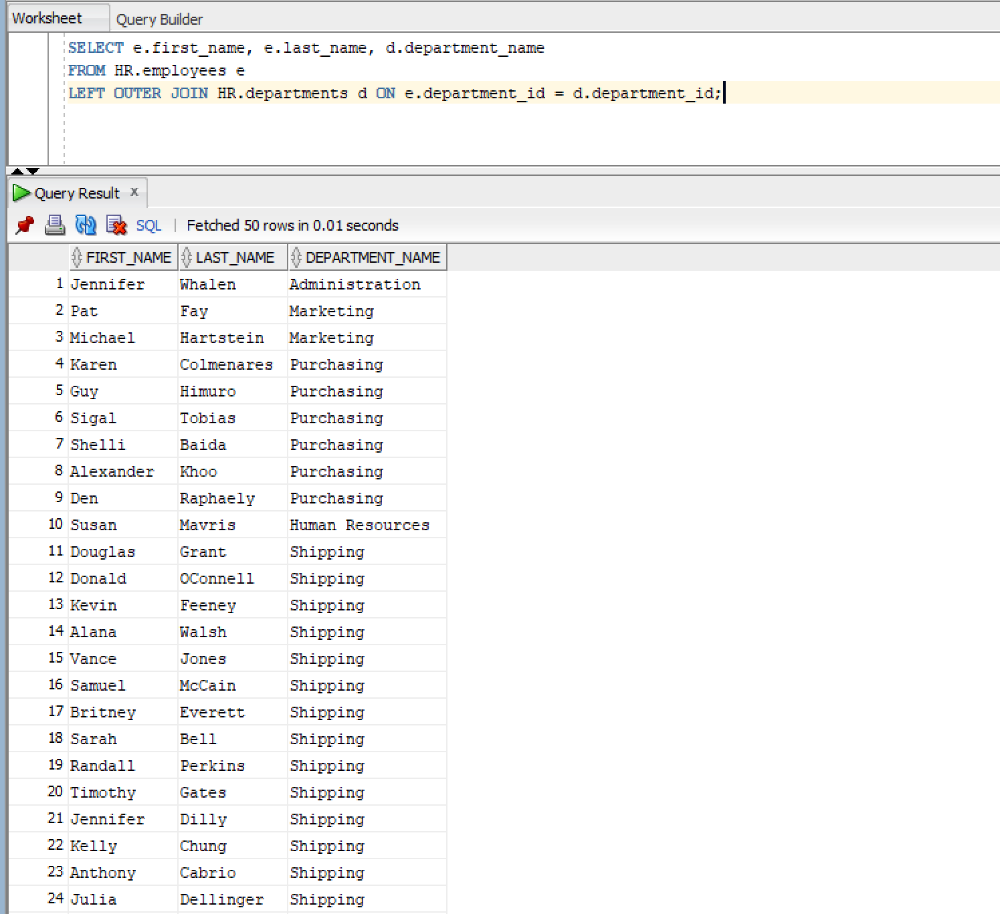 Worksheet Query Builder
SELECT e.first_name, e.last_name, d.department_name
FROM HR.employees e
LEFT OUTER JOIN HR.departments d ON e.department_id = d.department_id;
Query Result x
SQL | Fetched 50 rows in 0.01 seconds
FIRST_NAME LAST_NAME DEPARTMENT_NAME
1 Jennifer Whalen Administration
2 Pat Fay Marketing
3 Michael Hartstein Marketing
4 Karen Colmenares Purchasing
5 Guy Himuro Purchasing
6 Sigal Tobias Purchasing
7 Shelli Baida Purchasing
8 Alexander Khoo Purchasing
9 Den Raphaely Purchasing
10 Susan Mavris Human Resources
11 Douglas Grant Shipping
12 Donald OConnell Shipping
13 Kevin Feeney Shipping
14 Alana Walsh Shipping
15 Vance Jones Shipping
16 Samuel McCain Shipping
17 Britney Everett Shipping
18 Sarah Bell Shipping
19 Randall Perkins Shipping
20 Timothy Gates Shipping
21 Jennifer Dilly Shipping
22 Kelly Chung Shipping
23 Anthony Cabrio Shipping
24 Julia Dellinger Shipping